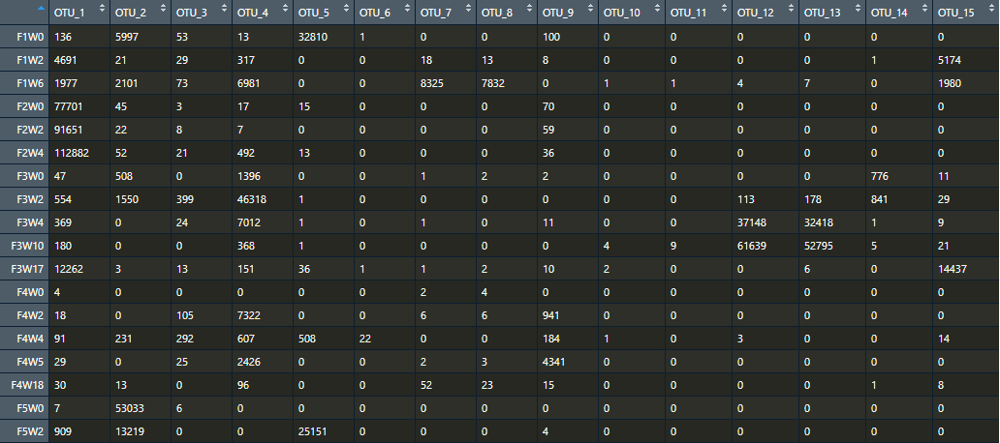 OTU_1 OTU_2 OTU_3 OTU_4 OTU_5 OTU_6 OTU_7 OTU_8 OTU_9 OTU_10 OTU_11 OTU_12 OTU_13 OTU_14 OTU_15
F1W0 136 5997 53 13 32810 1 0 0 100 0 0 0 0 0 0
F1W2 4691 21 29 317 0 0 18 13 8 0 0 0 0 1 5174
F1W6 1977 2101 73 6981 0 0 8325 7832 0 1 1 4 7 0 1980
F2W0 77701 45 3 17 15 0 0 0 70 0 0 0 0 0 0
F2W2 91651 22 8 7 0 0 0 0 59 0 0 0 0 0 0
F2W4 112882 52 21 492 13 0 0 0 36 0 0 0 0 0 0
F3W0 47 508 0 1396 0 0 1 2 2 0 0 0 0 776 11
F3W2 554 1550 399 46318 1 0 0 0 0 0 0 113 178 841 29
F3W4 369 0 24 7012 1 0 1 0 11 0 0 37148 32418 1 9
F3W10 180 0 0 368 1 0 0 0 0 4 9 61639 52795 5 21
F3W17 12262 3 13 151 36 1 1 2 10 2 0 0 6 0 14437
F4W0 4 0 0 0 0 0 2 4 0 0 0 0 0 0 0
F4W2 18 0 105 7322 0 0 6 6 941 0 0 0 0 0 0
F4W4 91 231 292 607 508 22 0 0 184 1 0 3 0 0 14
F4W5 29 0 25 2426 0 0 2 3 4341 0 0 0 0 0 0
F4W18 30 13 0 96 0 0 52 23 15 0 0 0 0 1 8
F5W0 7 53033 6 0 0 0 0 0 0 0 0 0 0 0 0
F5W2 909 13219 0 0 25151 0 0 0 4 0 0 0 0 0 0